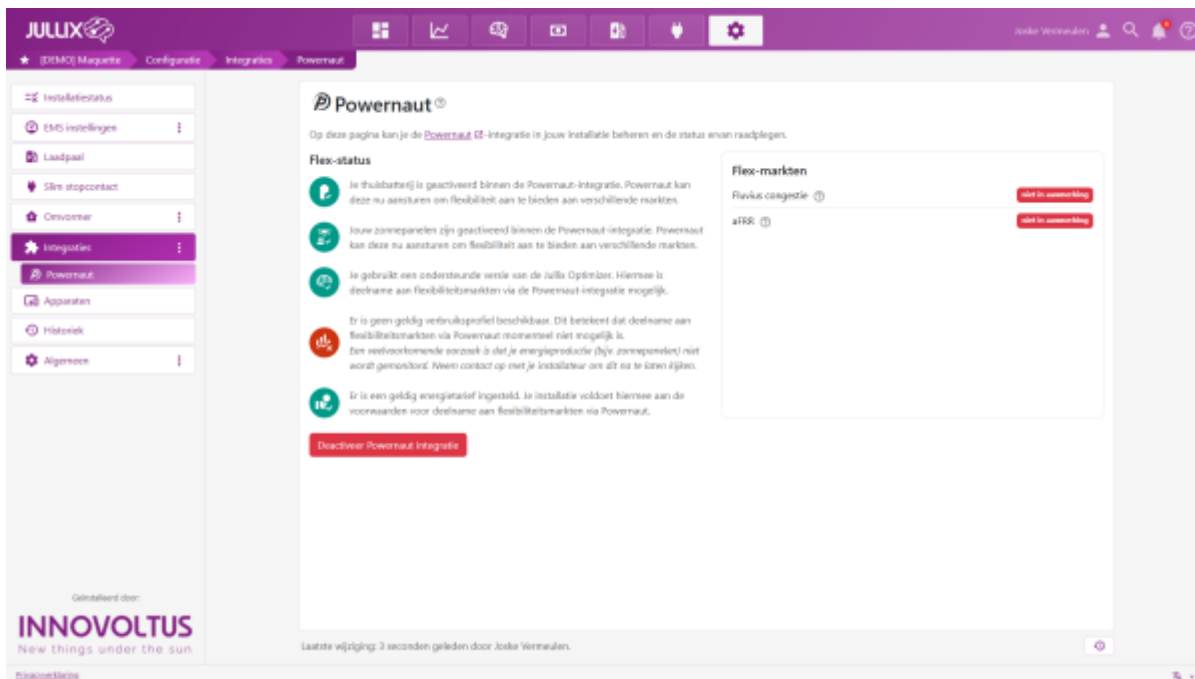 JULLIX
Joske Vermeulen
[DEMO] Maquette
Configuratie
Integraties
Powernaut
Installatiestatus
EMS instellingen
Laadpaal
Slim stopcontact
Omvormer
Integraties
Powernaut
Apparaten
Historiek
Algemeen
Powernaut
Op deze pagina kan je de Powernaut -integratie in jouw installatie beheren en de status ervan raadplegen.
Flex-status
Je thuisbatterij is geactiveerd binnen de Powernaut-integratie. Powernaut kan
deze nu aansturen om flexibiliteit aan te bieden aan verschillende markten.
Jouw zonnepanelen zijn geactiveerd binnen de Powernaut-integratie. Powernaut
kan deze nu aansturen om flexibiliteit aan te bieden aan verschillende markten.
Je gebruikt een ondersteunde versie van de Jullix Optimizer. Hiermee is
deelname aan flexibiliteitsmarkten via de Powernaut-integratie mogelijk.
Er is geen geldig verbruiksprofiel beschikbaar. Dit betekent dat deelname aan
flexibiliteitsmarkten via Powernaut momenteel niet mogelijk is.
Een veelvoorkomende oorzaak is dat je energieproductie (bijv. zonnepanelen) niet
wordt gemonitord. Neem contact op met je installateur om dit na te laten kijken.
Er is een geldig energietarief ingesteld. Je installatie voldoet hiermee aan de
voorwaarden voor deelname aan flexibiliteitsmarkten via Powernaut.
Deactiveer Powernaut integratie
Flex-markten
Fluvius congestie
niet in aanmerking
aFRR
niet in aanmerking
Geïnstalleerd door:
INNOVOLTUS
New things under the sun
Laatste wijziging: 3 seconden geleden door Joske Vermeulen.
Privacyverklaring